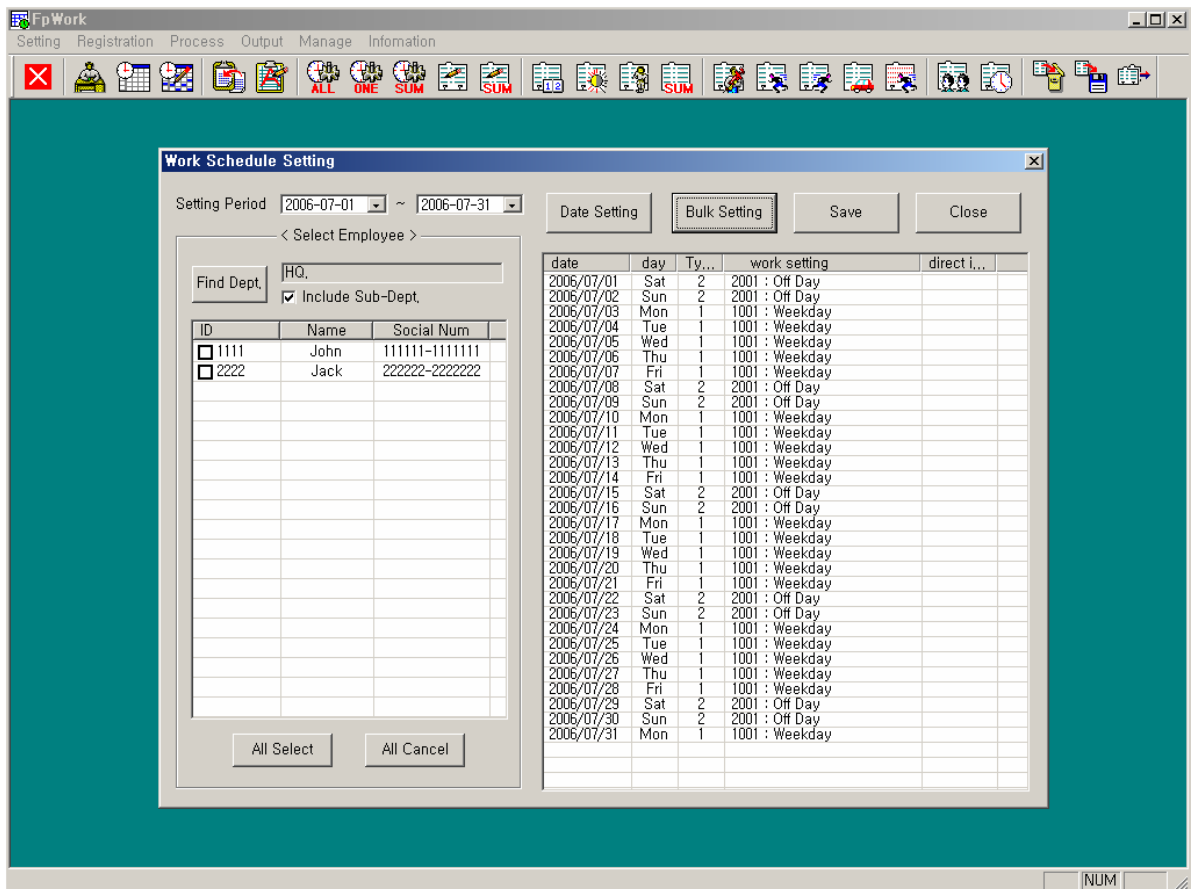 FpWork
Setting Registration Process Output Manage Infomation
ALL ONE SUM SUM 1 2 SUM
Work Schedule Setting
Setting Period 2006-07-01 ~ 2006-07-31
Date Setting Bulk Setting Save Close
< Select Employee >
Find Dept. HQ.
Include Sub-Dept.
ID Name Social Num
1111 John 111111-1111111
2222 Jack 222222-2222222
All Select All Cancel
date day Ty... work setting direct i...
2006/07/01 Sat 2 2001 : Off Day
2006/07/02 Sun 2 2001 : Off Day
2006/07/03 Mon 1 1001 : Weekday
2006/07/04 Tue 1 1001 : Weekday
2006/07/05 Wed 1 1001 : Weekday
2006/07/06 Thu 1 1001 : Weekday
2006/07/07 Fri 1 1001 : Weekday
2006/07/08 Sat 2 2001 : Off Day
2006/07/09 Sun 2 2001 : Off Day
2006/07/10 Mon 1 1001 : Weekday
2006/07/11 Tue 1 1001 : Weekday
2006/07/12 Wed 1 1001 : Weekday
2006/07/13 Thu 1 1001 : Weekday
2006/07/14 Fri 1 1001 : Weekday
2006/07/15 Sat 2 2001 : Off Day
2006/07/16 Sun 2 2001 : Off Day
2006/07/17 Mon 1 1001 : Weekday
2006/07/18 Tue 1 1001 : Weekday
2006/07/19 Wed 1 1001 : Weekday
2006/07/20 Thu 1 1001 : Weekday
2006/07/21 Fri 1 1001 : Weekday
2006/07/22 Sat 2 2001 : Off Day
2006/07/23 Sun 2 2001 : Off Day
2006/07/24 Mon 1 1001 : Weekday
2006/07/25 Tue 1 1001 : Weekday
2006/07/26 Wed 1 1001 : Weekday
2006/07/27 Thu 1 1001 : Weekday
2006/07/28 Fri 1 1001 : Weekday
2006/07/29 Sat 2 2001 : Off Day
2006/07/30 Sun 2 2001 : Off Day
2006/07/31 Mon 1 1001 : Weekday
NUM